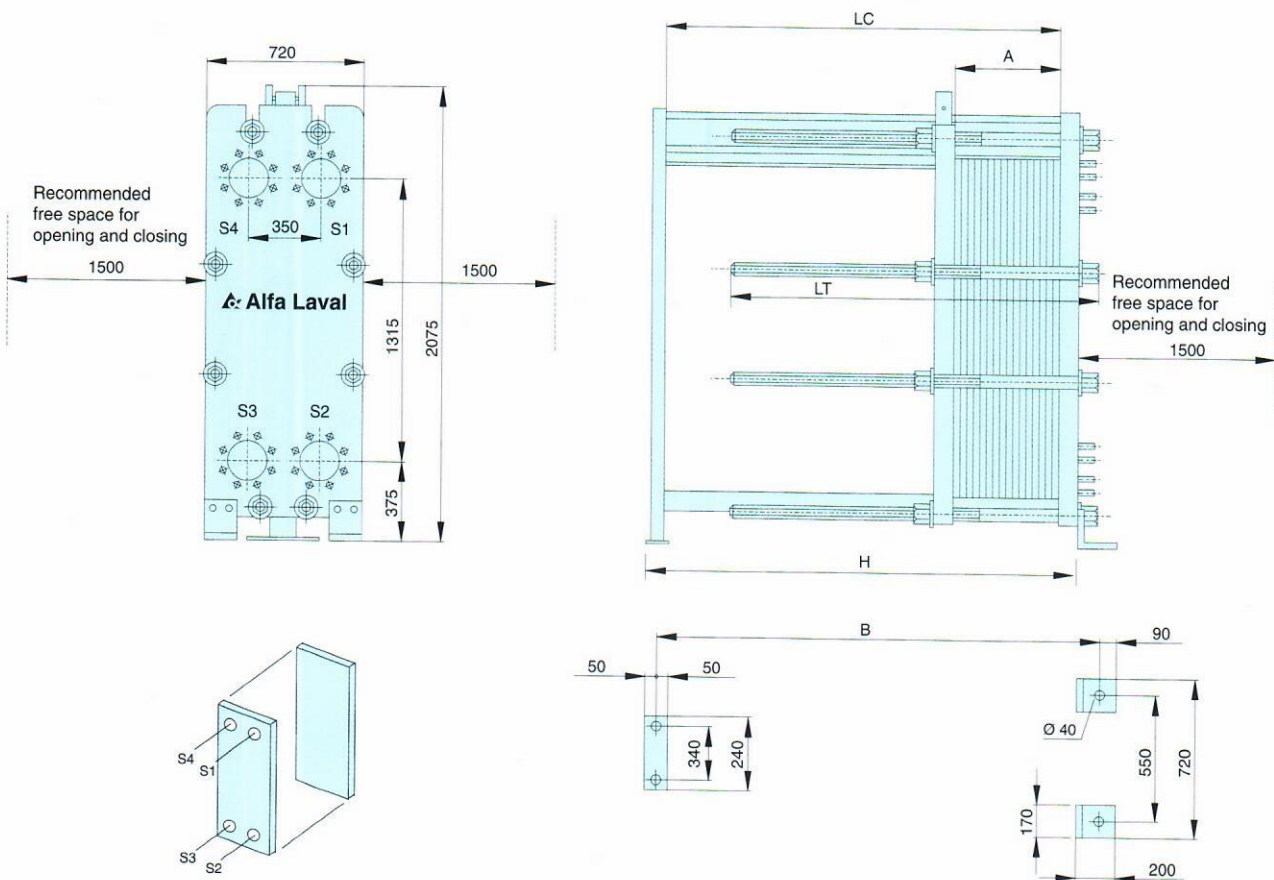 720
LC
A
Recommended
free space for
opening and closing
1500
S4
350
S1
1500
Alfa Laval
1315
2075
S3
S2
375
LT
Recommended
free space for
opening and closing
1500
H
B
90
50
50
340
240
Ø 40
550
720
170
200
S4
S1
S3
S2